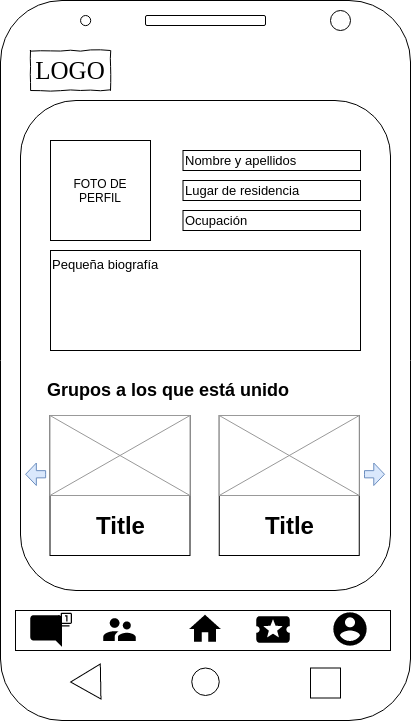 LOGO
FOTO DE
PERFIL
Nombre y apellidos
Lugar de residencia
Ocupación
Pequeña biografía
Grupos a los que está unido
Title
Title
1